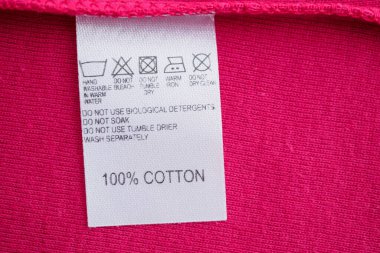 HAND DO NOT DO NOT WARM DO NOT
WASHABLE BLEACH TUMBLE IRON DRY CLEAN
IN WARM DRY
WATER
DO NOT USE BIOLOGICAL DETERGENTS
DO NOT SOAK
DO NOT USE TUMBLE DRIER
WASH SEPARATELY
100% COTTON